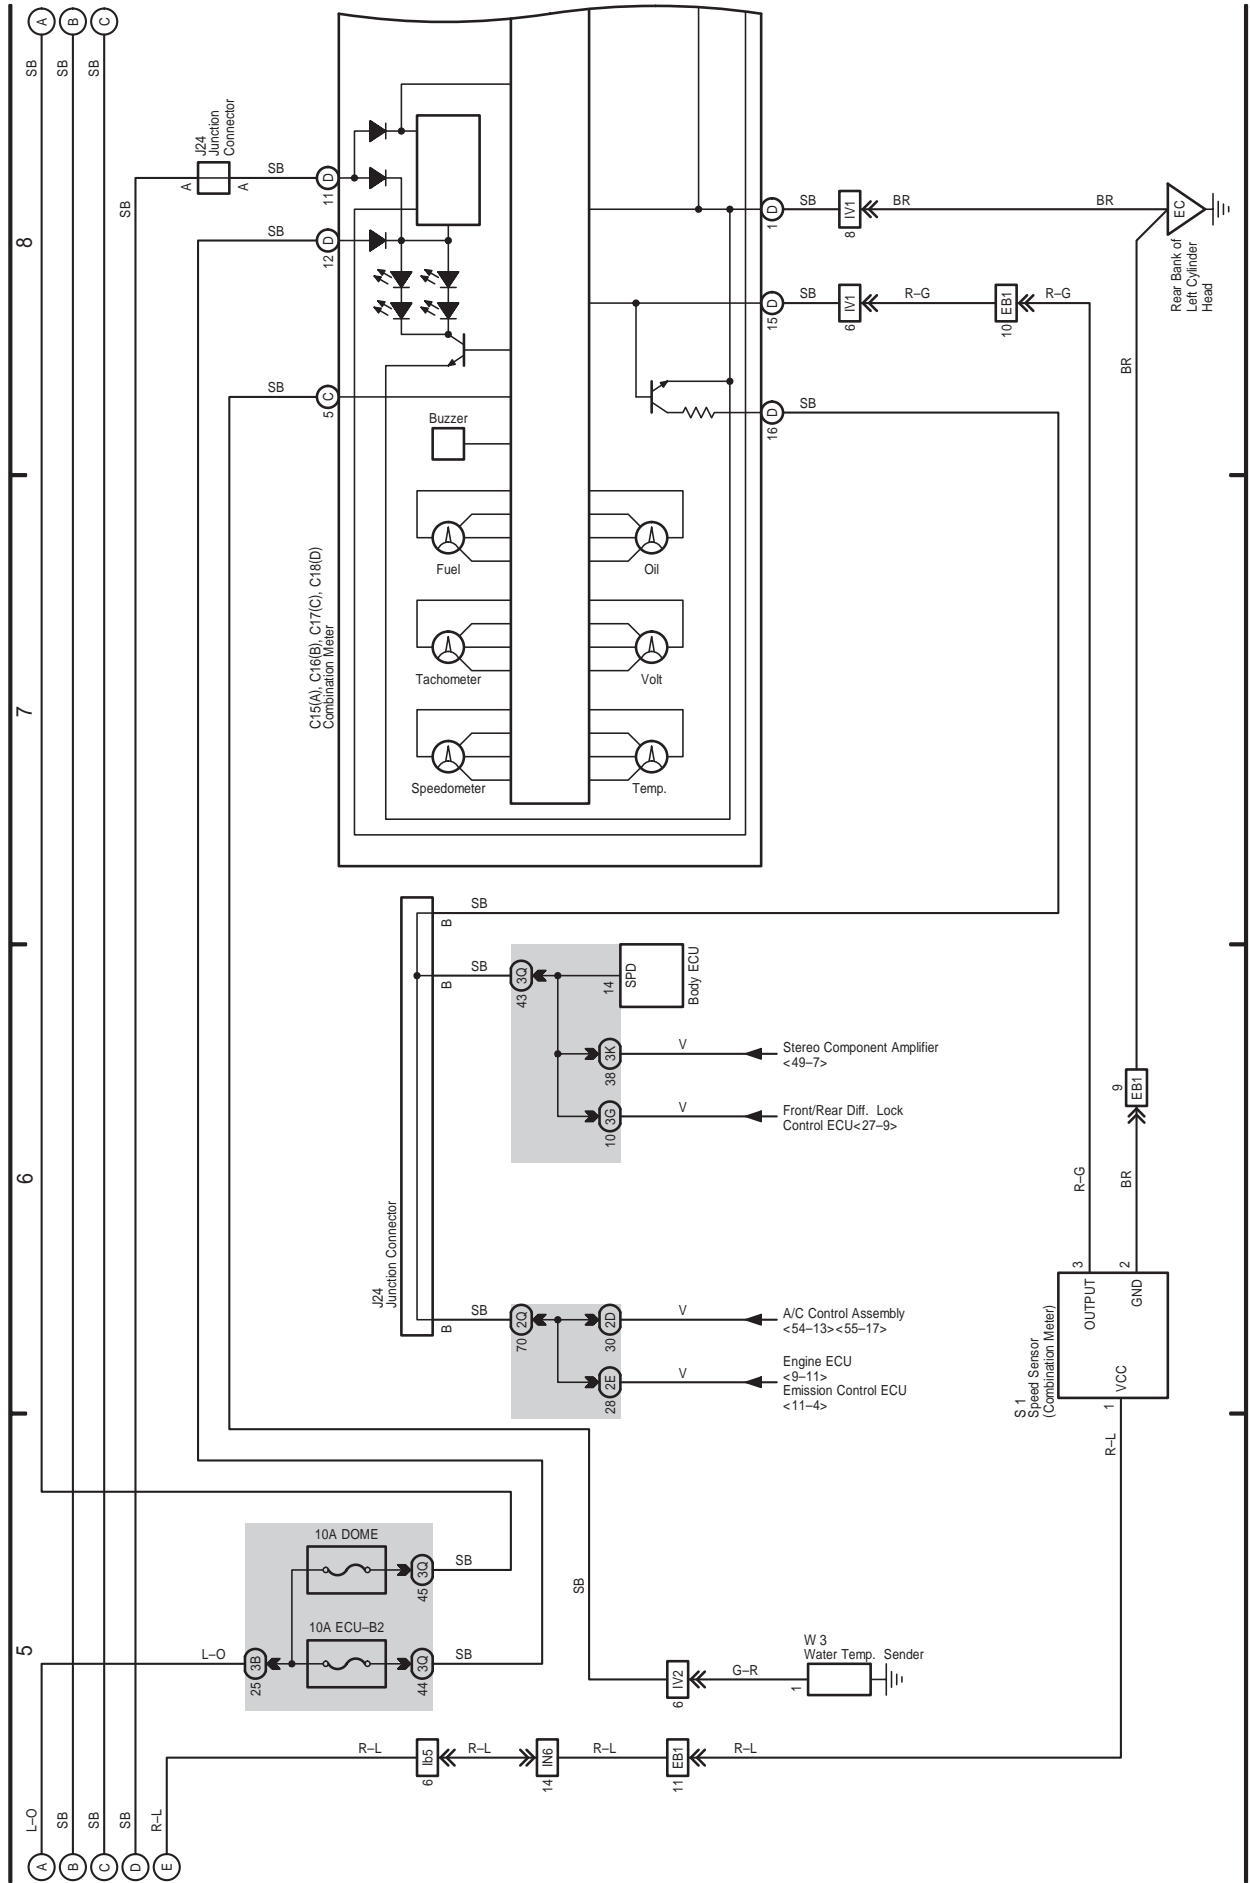 A
B
C
SB
SB
SB
8
J24
Junction
Connector
A
SB
A
SB
11
D
12
D
SB
5
C
Buzzer
1
D
SB
IV1
8
BR
BR
EC
Rear Bank of
Left Cylinder
Head
15
D
SB
IV1
6
R–G
EB1
10
R–G
BR
16
D
SB
Fuel
Oil
C15(A), C16(B), C17(C), C18(D)
Combination Meter
7
Tachometer
Volt
Speedometer
Temp.
B
SB
B
SB
43
3Q
14
SPD
Body ECU
38
3K
V
Stereo Component Amplifier
<49–7>
10
3G
V
Front/Rear Diff. Lock
Control ECU<27–9>
9
EB1
6
R–G
BR
J24
Junction Connector
B
SB
70
2Q
30
2D
V
A/C Control Assembly
<54–13><55–17>
28
2E
V
Engine ECU
<9–11>
Emission Control ECU
<11–4>
3
OUTPUT
2
GND
1
VCC
S 1
Speed Sensor
(Combination Meter)
R–L
10A DOME
45
3Q
SB
SB
5
L–O
25
3B
10A ECU–B2
44
3Q
SB
6
IV2
G–R
1
W 3
Water Temp. Sender
R–L
6
Ib5
R–L
14
IN6
R–L
11
EB1
R–L
L–O
SB
SB
SB
R–L
A
B
C
D
E